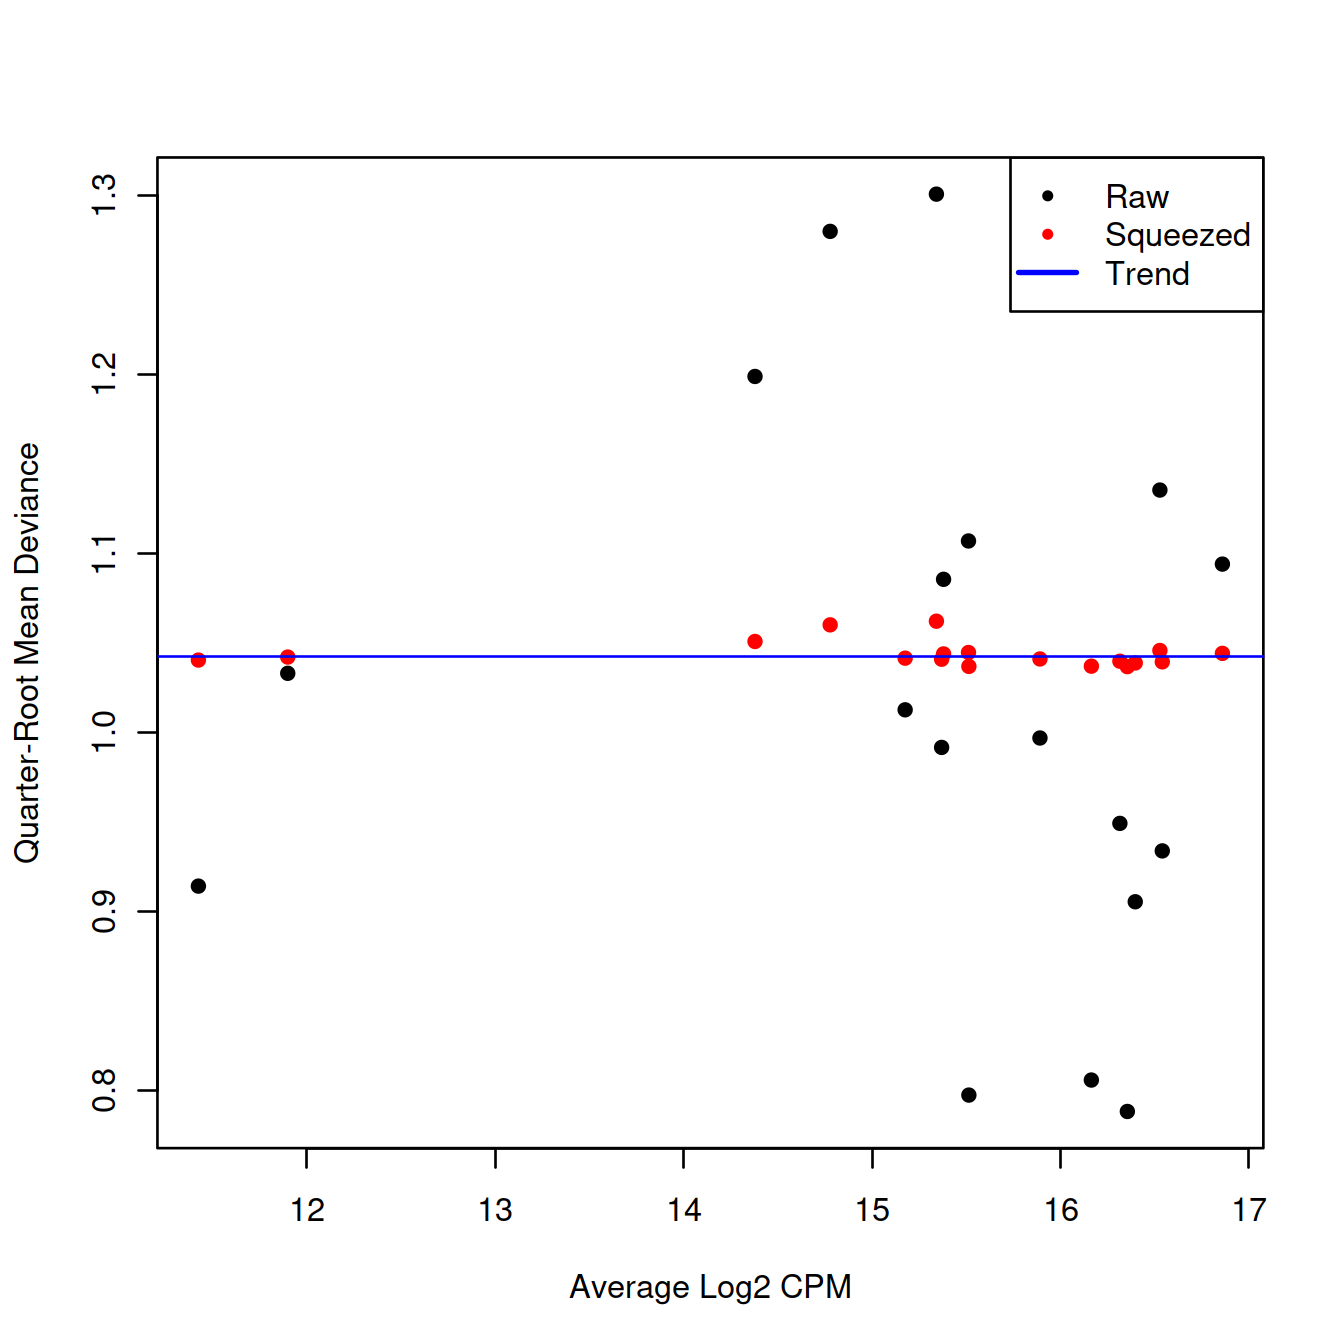 Raw
Squeezed
Trend
1.3
1.2
1.1
1.0
0.9
0.8
Quarter-Root Mean Deviance
12 13 14 15 16 17
Average Log2 CPM